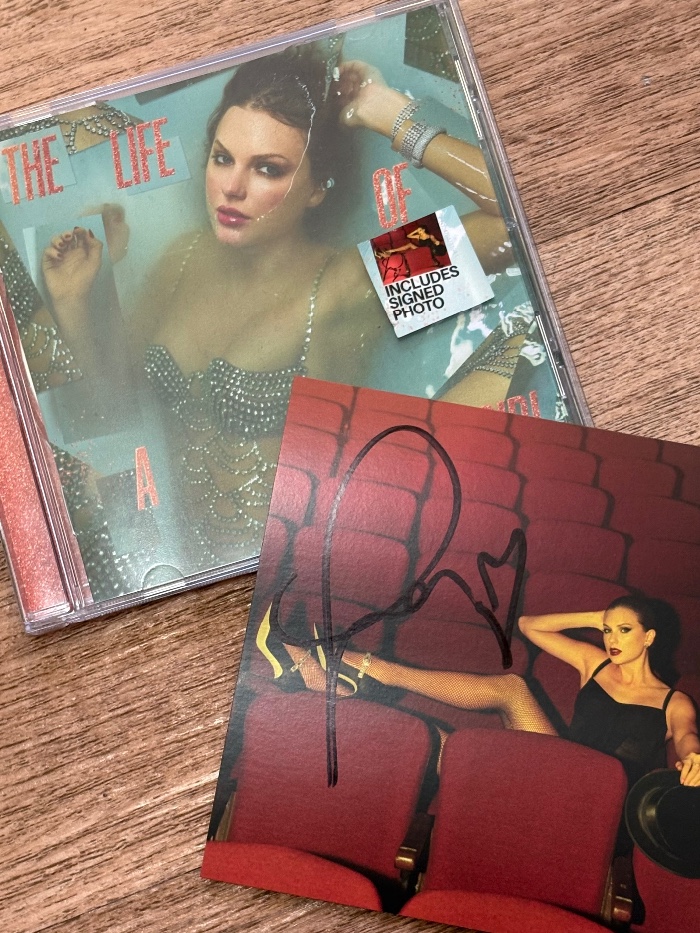 THE LIFE
OF
A
INCLUDES
SIGNED
PHOTO